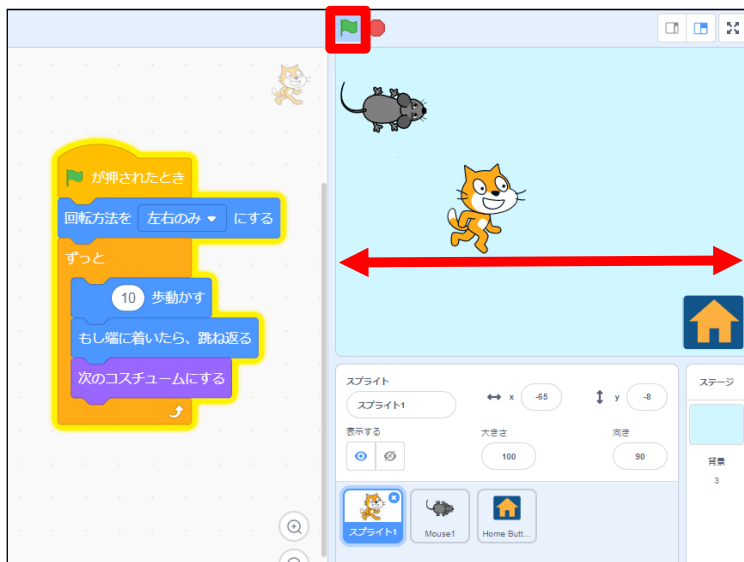 が押されたとき
回転方法を 左右のみ にする
ずっと
10 歩動かす
もし端に着いたら、跳ね返る
次のコスチュームにする
スプライト
スプライト1
x -65
y -8
表示する
大きさ
向き
100
90
スプライト1
Mouse1
Home Butt...
ステージ
背景
3